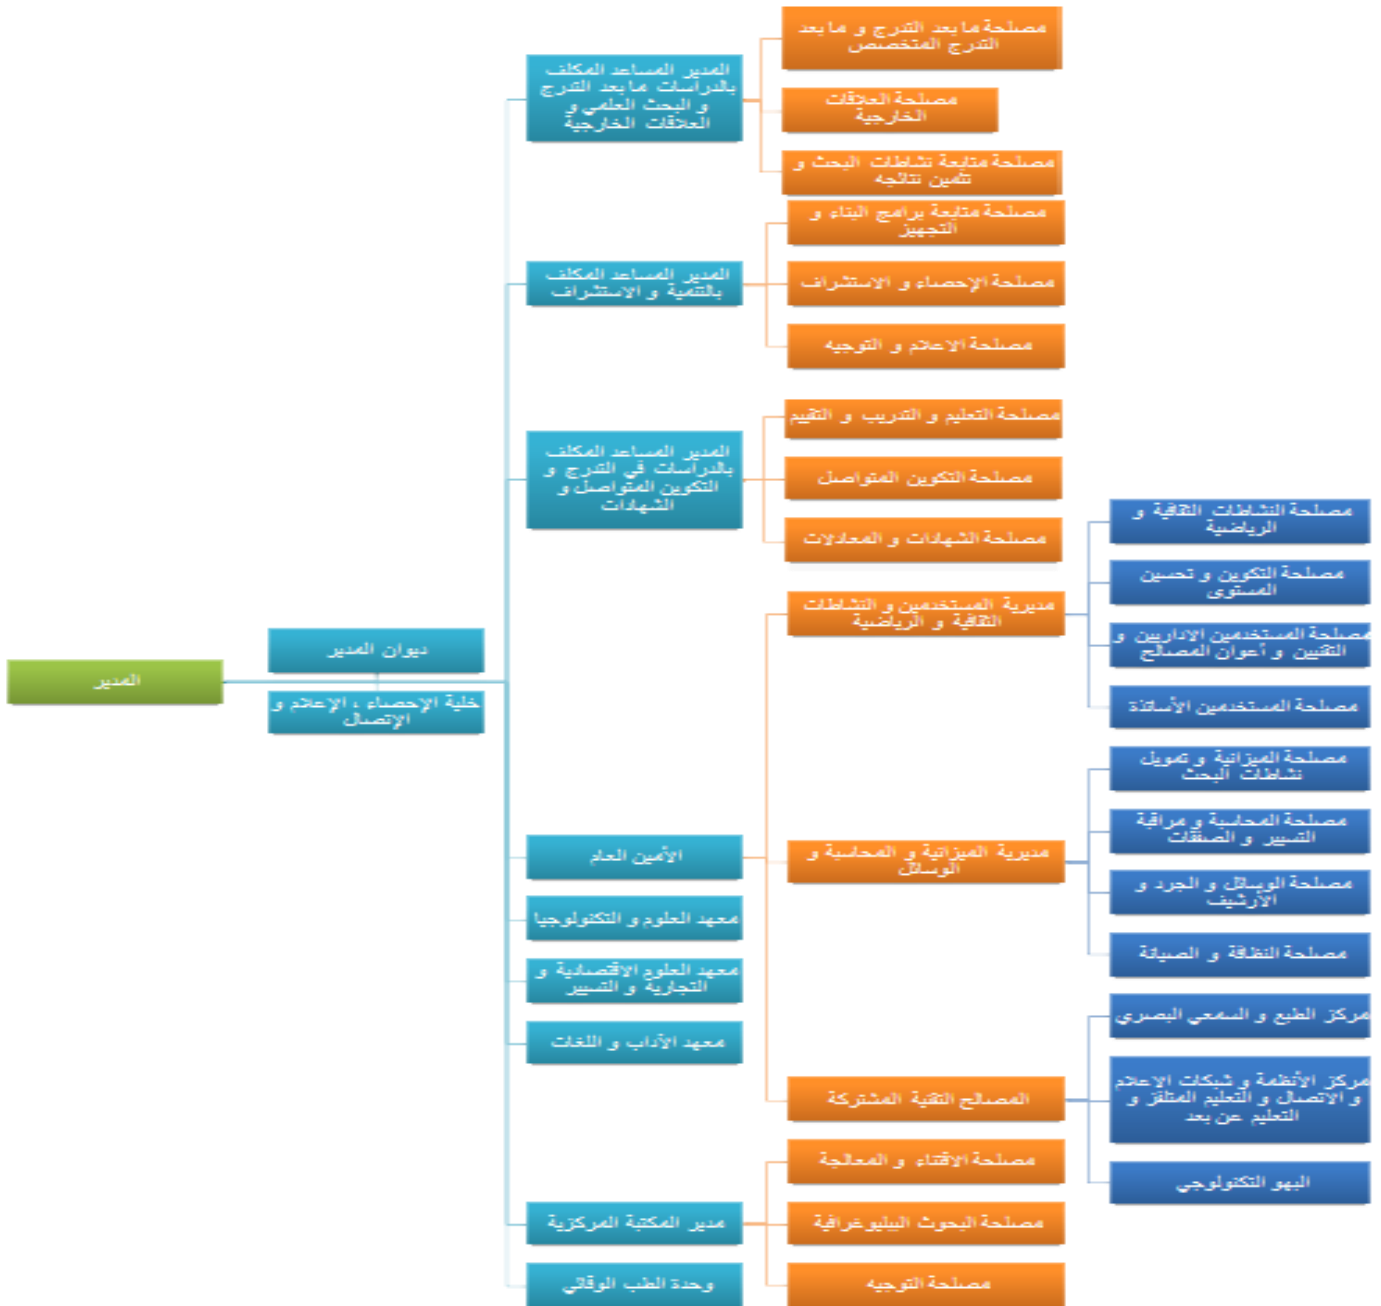 المدير
ديوان المدير
خلية الإحصاء ، الإعلام و
الإتصال
المدير المساعد المكلف
بالدراسات ما بعد التدرج
و البحث العلمي و
العلاقات الخارجية
مصلحة ما بعد التدرج و ما بعد
التدرج المتخصص
مصلحة العلاقات
الخارجية
مصلحة متابعة نشاطات البحث و
تثمين نتائجه
المدير المساعد المكلف
بالتنمية و الاستشراف
مصلحة متابعة برامج البناء و
التجهيز
مصلحة الإحصاء و الاستشراف
مصلحة الاعلام و التوجيه
المدير المساعد المكلف
بالدراسات في التدرج و
التكوين المتواصل و
الشهادات
مصلحة التعليم و التدريب و التقييم
مصلحة التكوين المتواصل
مصلحة الشهادات و المعادلات
الأمين العام
مديرية المستخدمين و النشاطات
الثقافية و الرياضية
مصلحة النشاطات الثقافية و
الرياضية
مصلحة التكوين و تحسين
المستوى
مصلحة المستخدمين الاداريين و
التقنيين و أعوان المصالح
مصلحة المستخدمين الأساتذة
مديرية الميزانية و المحاسبة و
الوسائل
مصلحة الميزانية و تمويل
نشاطات البحث
مصلحة المحاسبة و مراقبة
التسيير و الصفقات
مصلحة الوسائل و الجرد و
الأرشيف
مصلحة النظافة و الصيانة
المصالح التقنية المشتركة
مركز الطبع و السمعي البصري
مركز الأنظمة و شبكات الاعلام
و الاتصال و التعليم المتلفز و
التعليم عن بعد
البهو التكنولوجي
معهد العلوم و التكنولوجيا
معهد العلوم الاقتصادية و
التجارية و التسيير
معهد الآداب و اللغات
مدير المكتبة المركزية
مصلحة الاقتناء و المعالجة
مصلحة البحوث البيليوغرافية
مصلحة التوجيه
وحدة الطب الوقائي